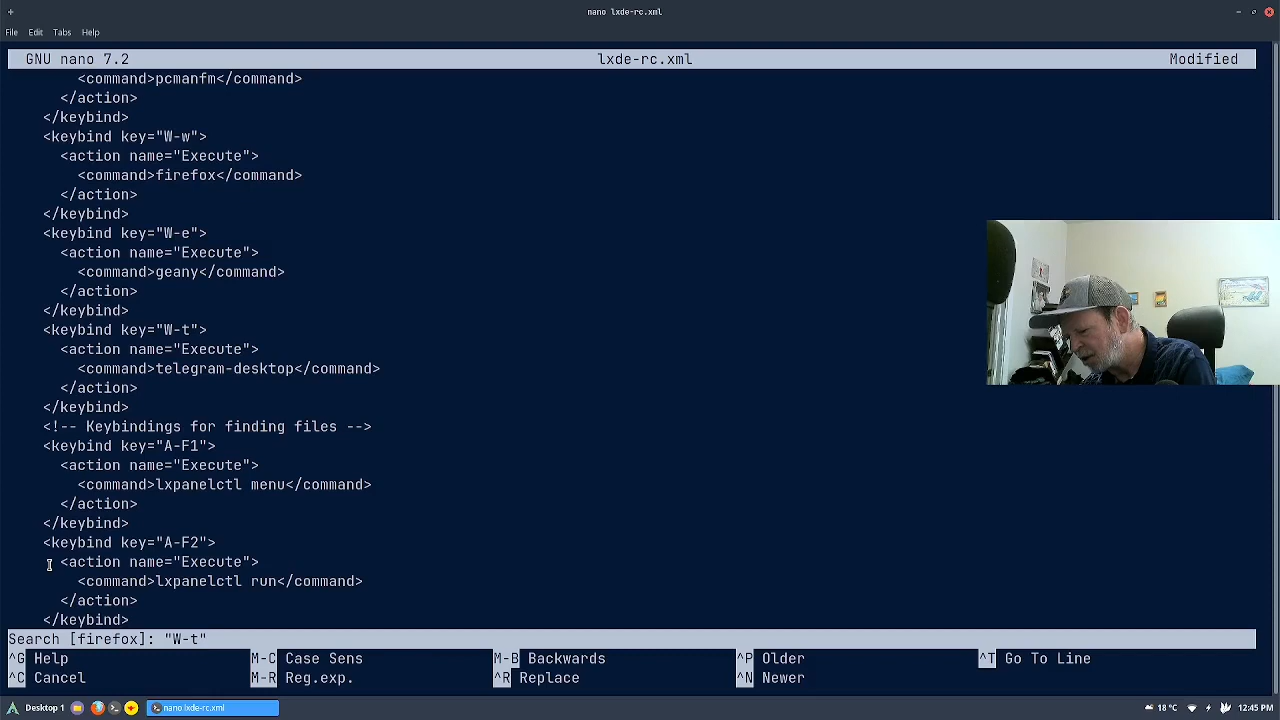 nano lxde-rc.xml
File Edit Tabs Help
GNU nano 7.2 lxde-rc.xml Modified
<command>pcmanfm</command>
</action>
</keybind>
<keybind key="W-w">
<action name="Execute">
<command>firefox</command>
</action>
</keybind>
<keybind key="W-e">
<action name="Execute">
<command>geany</command>
</action>
</keybind>
<keybind key="W-t">
<action name="Execute">
<command>telegram-desktop</command>
</action>
</keybind>
<!-- Keybindings for finding files -->
<keybind key="A-F1">
<action name="Execute">
<command>lxpanelctl menu</command>
</action>
</keybind>
<keybind key="A-F2">
<action name="Execute">
<command>lxpanelctl run</command>
</action>
</keybind>
Search [firefox]: "W-t"
^G Help M-C Case Sens M-B Backwards ^P Older ^T Go To Line
^C Cancel M-R Reg.exp. ^R Replace ^N Newer
Desktop 1 nano lxde-rc.xml 18 °C 12:45 PM